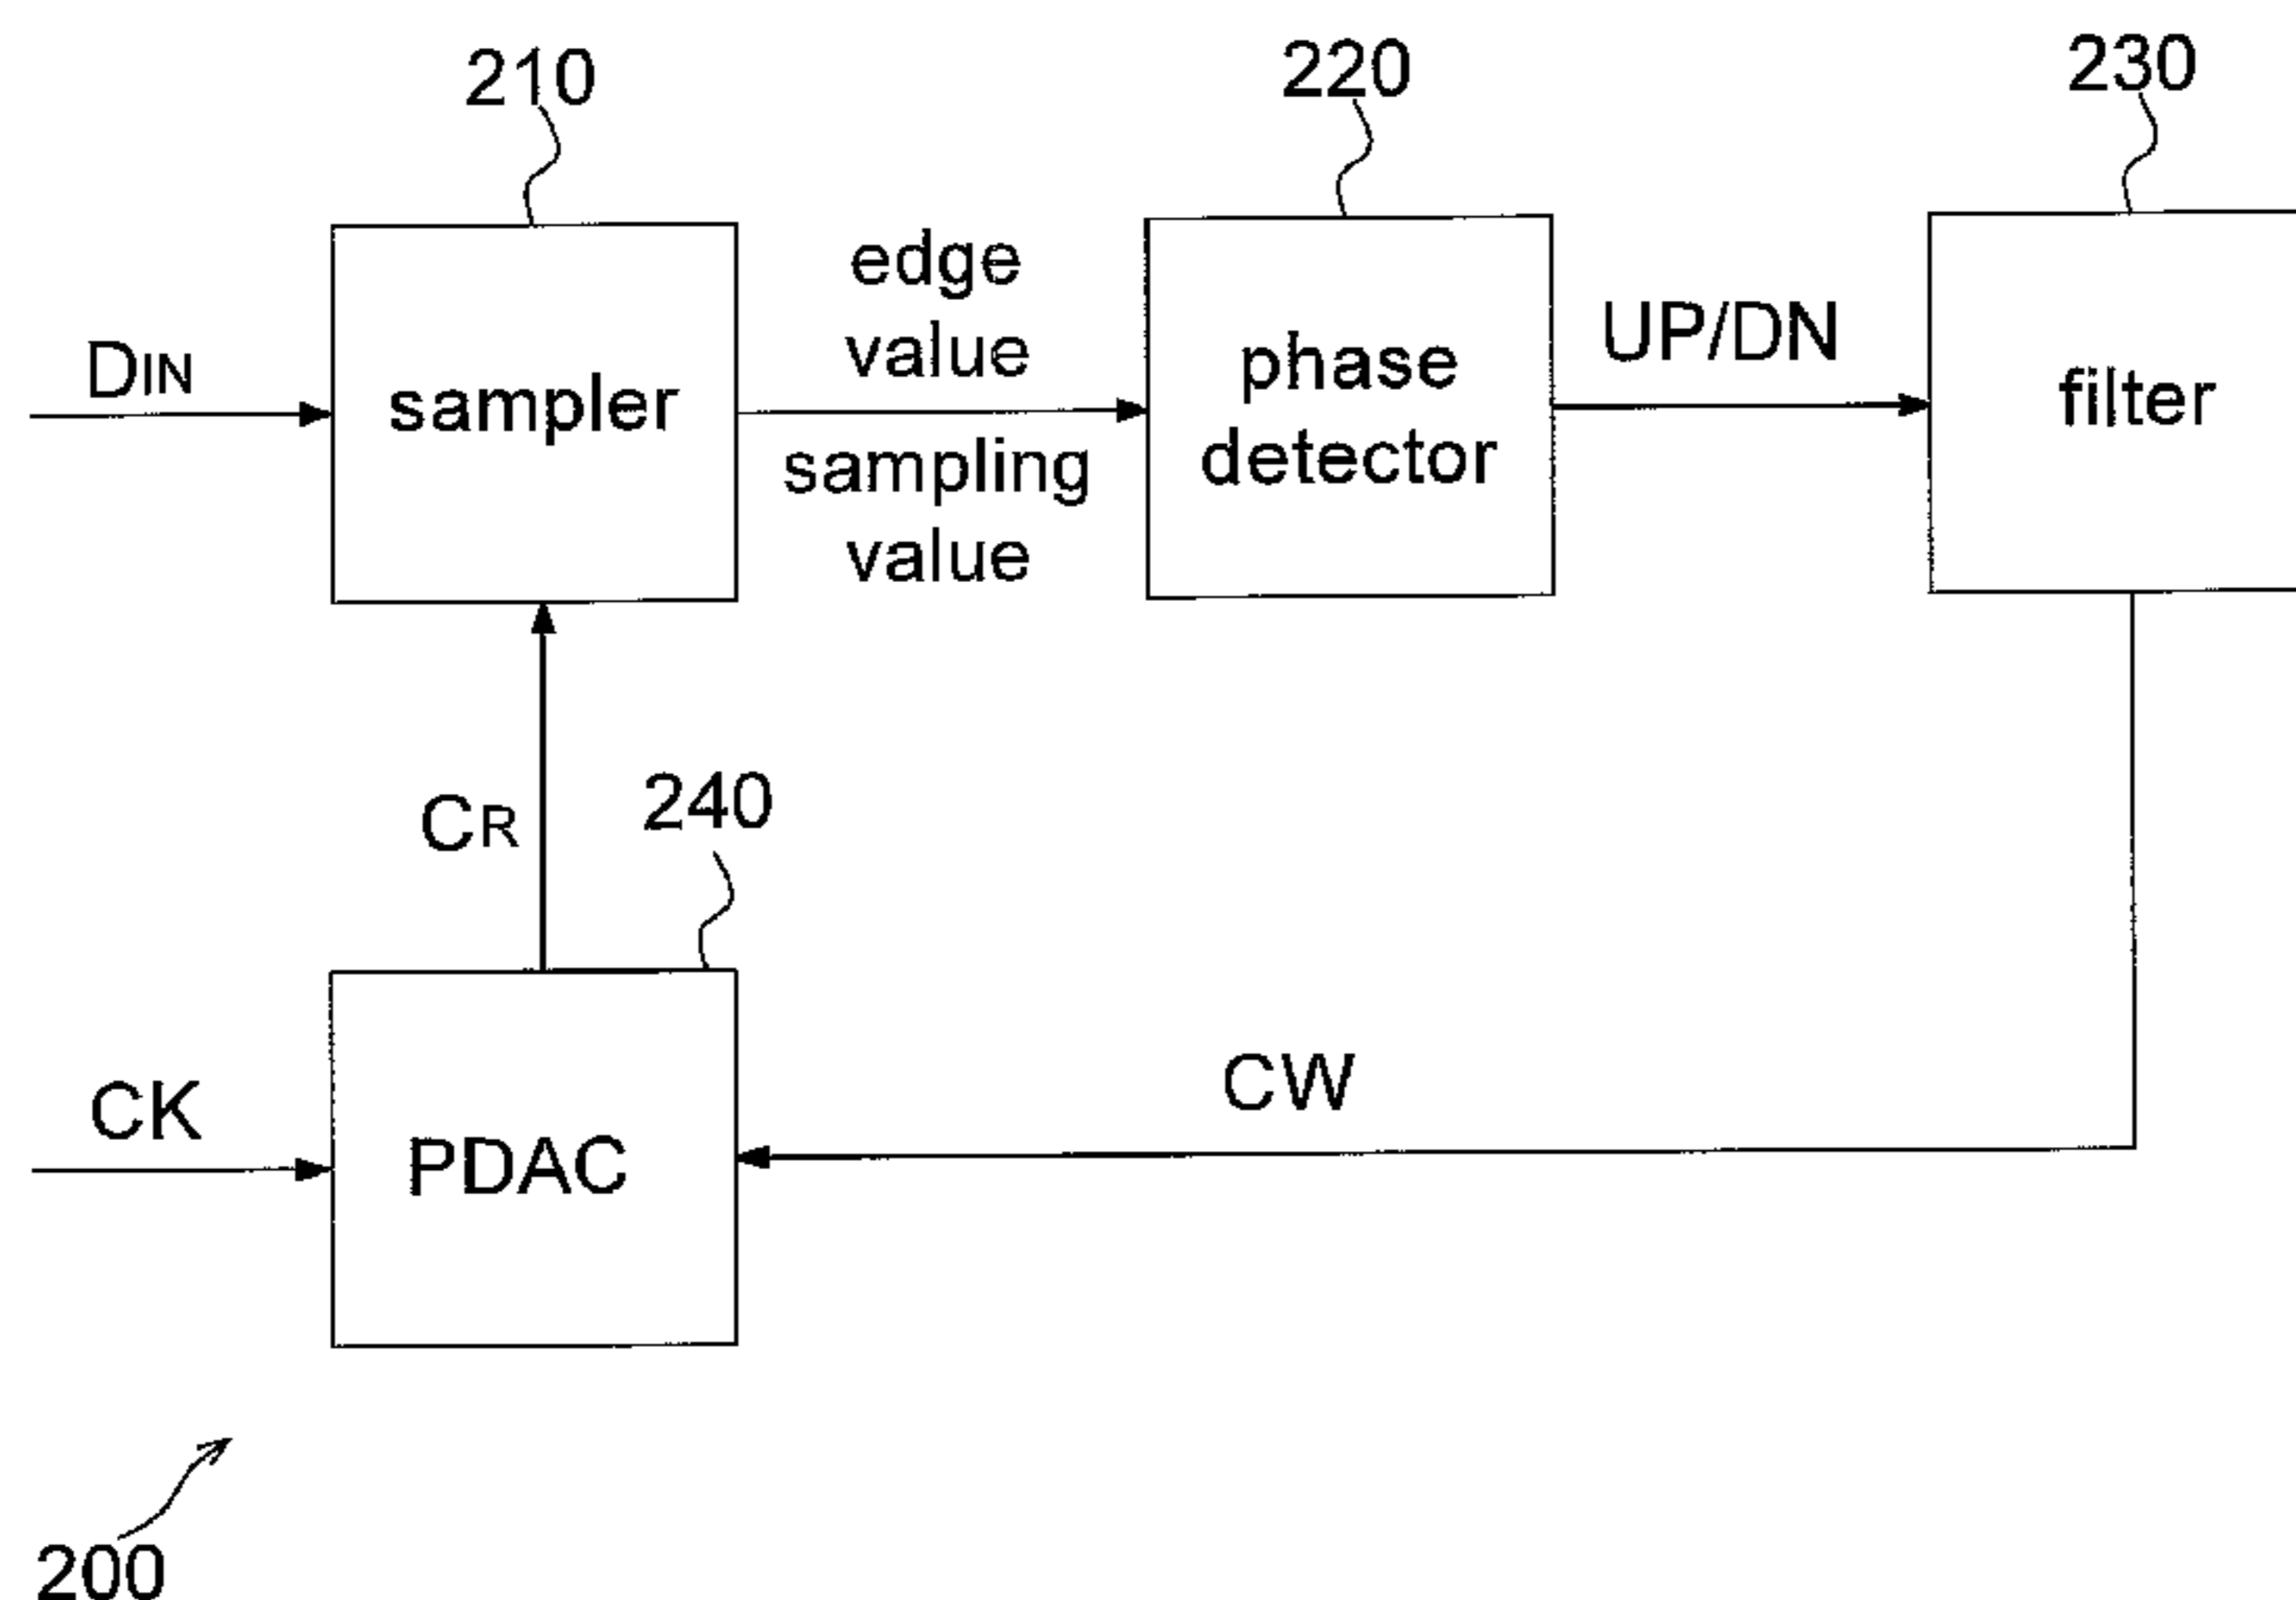 210
220
230
DIN
sampler
edge
value
sampling
value
phase
detector
UP/DN
filter
CR
240
CK
PDAC
CW
200